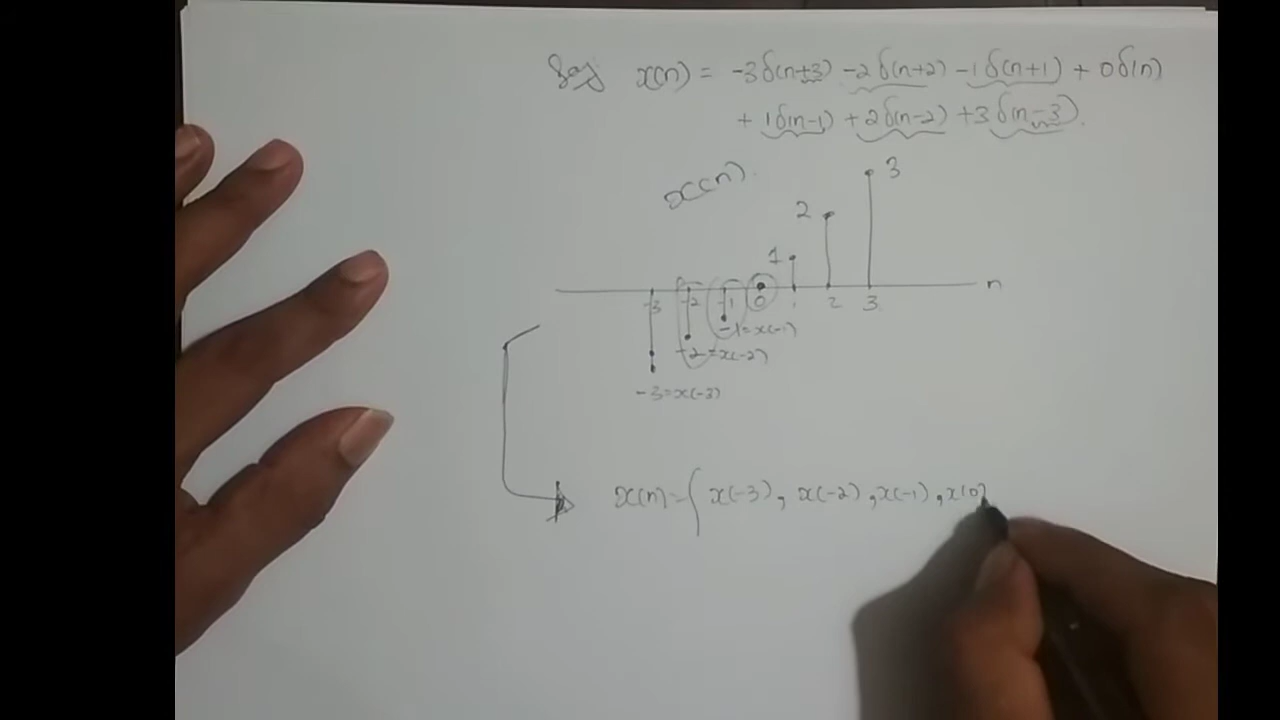 Say x(n) = -3δ(n+3) -2δ(n+2) -1δ(n+1) + 0δ(n)
+ 1δ(n-1) + 2δ(n-2) +3δ(n-3).
x(n).
3
2
1
-3 -2 -1 0 1 2 3 n
-1=x(-1)
-2=x(-2)
-3=x(-3)
x(n) = { x(-3), x(-2), x(-1), x(0)